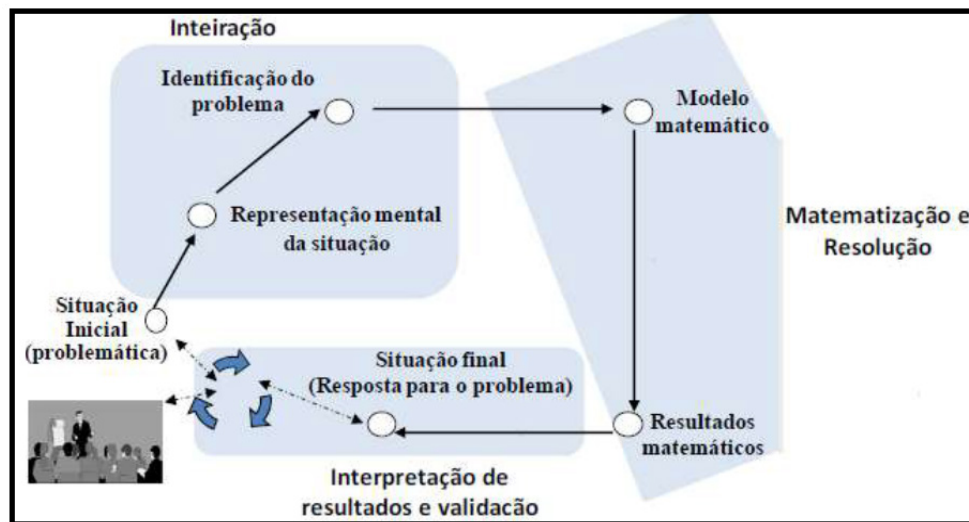 Inteiração
Identificação do
problema
Representação mental
da situação
Situação
Inicial
(problemática)
Modelo
matemático
Matematização e
Resolução
Situação final
(Resposta para o problema)
Resultados
matemáticos
Interpretação de
resultados e validação